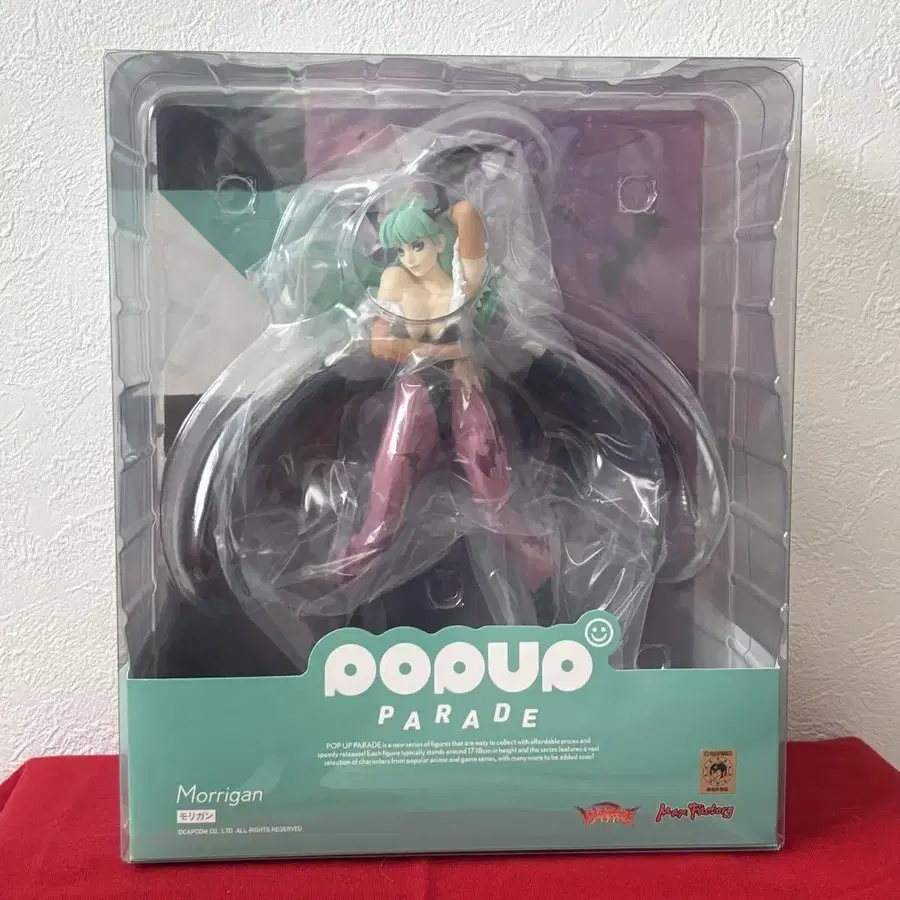 POPUP
PARADE
POP UP PARADE is a new series of figures that are easy to collect with affordable prices and
speedy releases! Each figure typically stands around 17-18cm in height and the series features a vast
selection of characters from popular anime and game series, with many more to be added soon!
Morrigan
モリガン
©CAPCOM CO., LTD. ALL RIGHTS RESERVED.
Max Factory